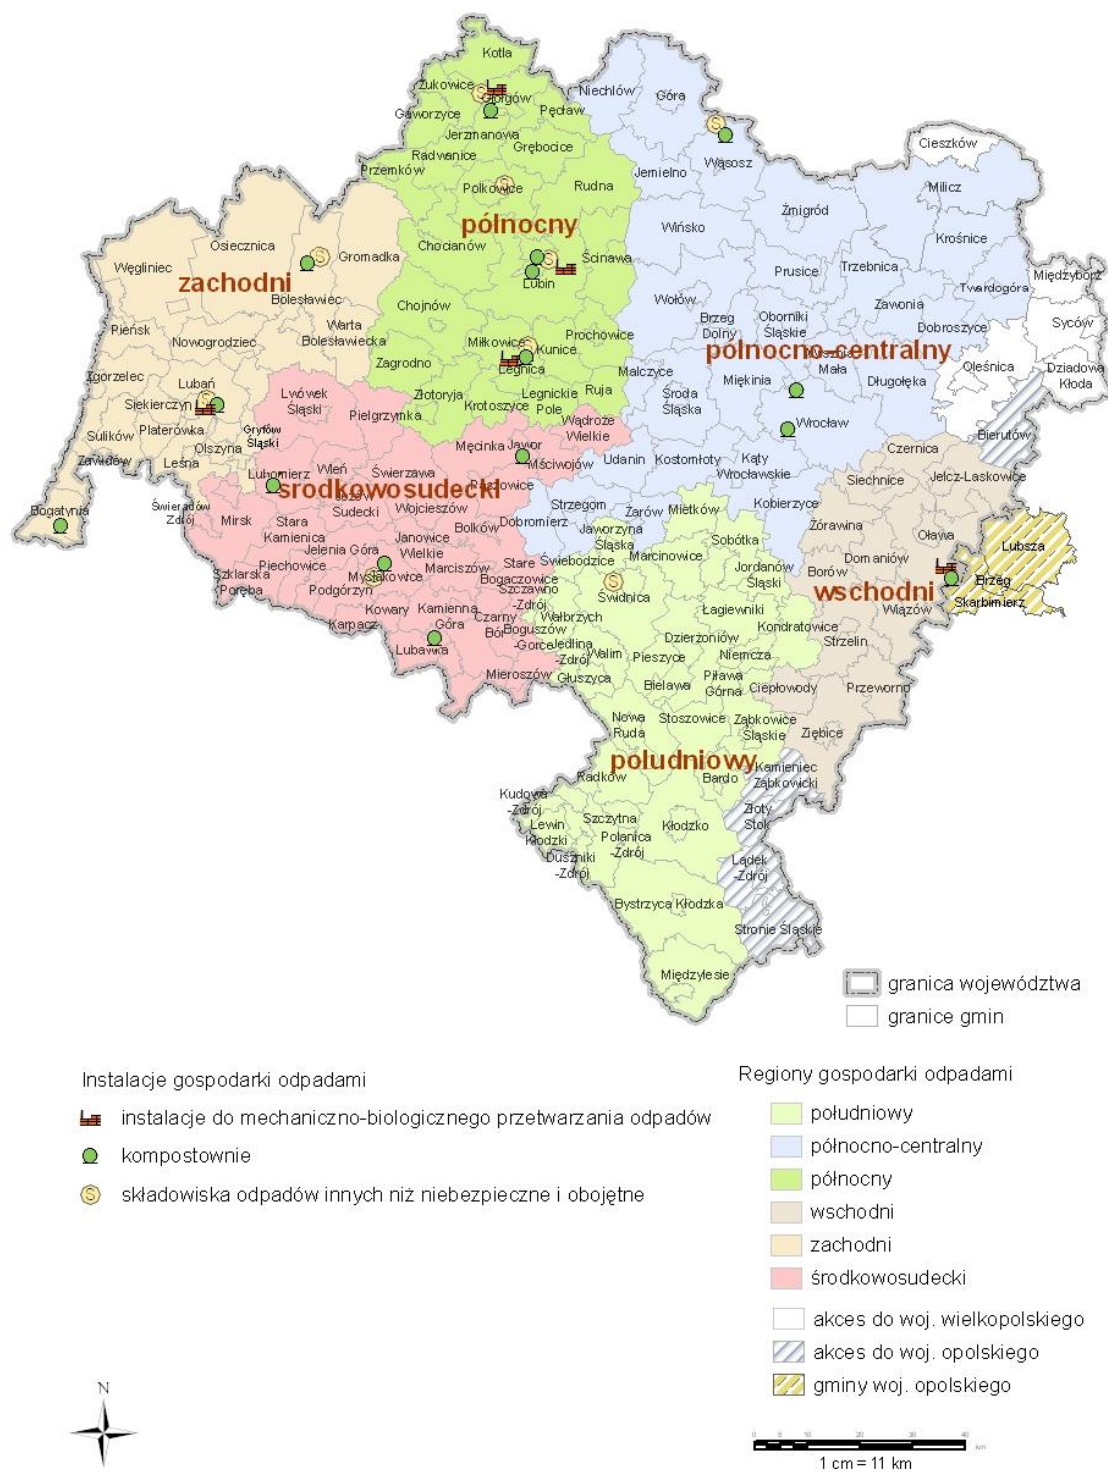 Kotla
Żukowice
Głogów
Niechlów
Góra
Gaworzyce
Pęcław
Jerzmanowa
Grębocice
Radwanice
Przemków
Wąsosz
Jemielno
Cieszków
Milicz
Polkowice
Rudna
północny
Żmigród
Wińsko
Krośnice
Osiecznica
Gromadka
Chocianów
Ścinawa
Węgliniec
zachodni
Lubin
Prusice
Trzebnica
Międzybórz
Twardogóra
Bolesławiec
Chojnów
Wołów
Zawonia
Syców
Pieńsk
Warta
Bolesławiecka
Nowogrodziec
Prochowice
Brzeg
Dolny
Oborniki
Śląskie
Dobroszyce
Miłkowice
Kunice
północno-centralny
Wisznia
Mała
Oleśnica
Dziadowa
Kłoda
Zgorzelec
Zagrodno
Legnica
Malczyce
Miękinia
Długołęka
Lubań
Lwówek
Śląski
Złotoryja
Legnickie
Pole
Ruja
Środa
Śląska
Siekierczyn
Pielgrzymka
Krotoszyce
Wądroże
Wielkie
Wrocław
Bierutów
Sulików
Platerówka
Gryfów
Śląski
Olszyna
Męcinka
Jawor
Czernica
Zawidów
Leśna
Lubomierz
Wleń
Świerzawa
Mściwojów
Udanin
Kostomłoty
Kąty
Wrocławskie
Siechnice
Jelcz-Laskowice
środkowosudecki
Paszowice
Bogatynia
Świeradów
Zdrój
Mirsk
Stara
Kamienica
Jeżów
Sudecki
Wojcieszów
Bolków
Dobromierz
Strzegom
Żarów
Mietków
Kobierzyce
Żórawina
Oława
Jelenia Góra
Janowice
Wielkie
Jaworzyna
Śląska
Sobótka
Lubsza
Piechowice
Marciszów
Stare
Bogaczowice
Świebodzice
Marcinowice
Jordanów
Śląski
Domaniów
Borów
Szklarska
Poręba
Mysłakowice
Podgórzyn
Szczawno
-Zdrój
Świdnica
wschodni
Brzeg
Skarbimierz
Wiązów
Kowary
Kamienna
Góra
Karpacz
Czarny
Bór
Wałbrzych
Boguszów
-Gorce
Łagiewniki
Kondratowice
Strzelin
Lubawka
Jedlina
-Zdrój
Walim
Dzierżoniów
Pieszyce
Niemcza
Mieroszów
Głuszyca
Bielawa
Piława
Górna
Ciepłowody
Przeworno
Nowa
Ruda
Stoszowice
Ząbkowice
Śląskie
Ziębice
południowy
Kamieniec
Ząbkowicki
Radków
Bardo
Kudowa
-Zdrój
Lewin
Kłodzki
Szczytna
Polanica
-Zdrój
Kłodzko
Złoty
Stok
Duszniki
-Zdrój
Lądek
-Zdrój
Bystrzyca Kłodzka
Stronie Śląskie
Międzylesie
granica województwa
granice gmin
Instalacje gospodarki odpadami
instalacje do mechaniczno-biologicznego przetwarzania odpadów
kompostownie
S składowiska odpadów innych niż niebezpieczne i obojętne
Regiony gospodarki odpadami
południowy
północno-centralny
północny
wschodni
zachodni
środkowosudecki
akces do woj. wielkopolskiego
akces do woj. opolskiego
gminy woj. opolskiego
N
0 5 10 20 30 40
km
1 cm = 11 km